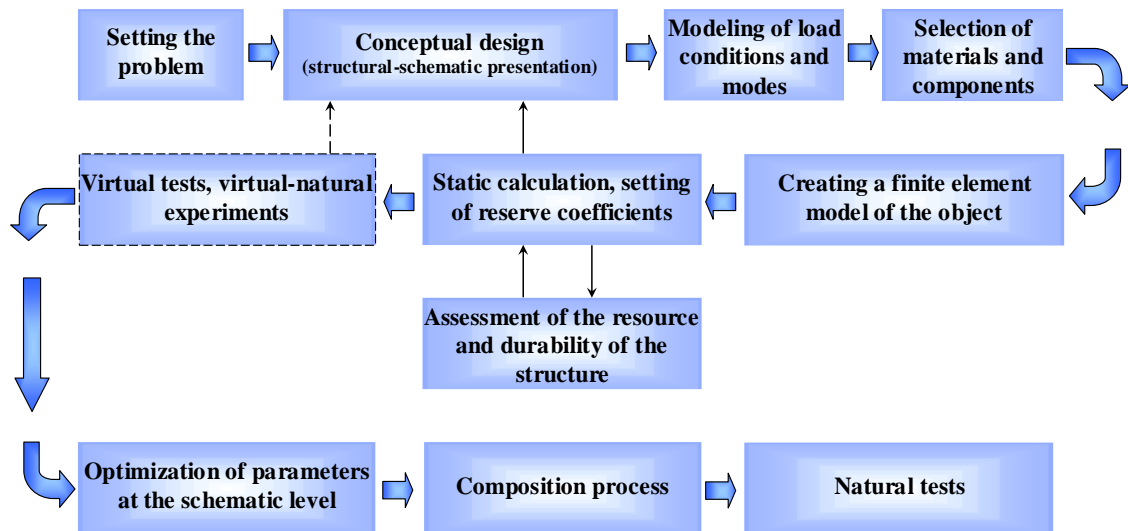 Setting the
problem
Conceptual design
(structural-schematic presentation)
Modeling of load
conditions and
modes
Selection of
materials and
components
Virtual tests, virtual-natural
experiments
Static calculation, setting
of reserve coefficients
Creating a finite element
model of the object
Assessment of the resource
and durability of the
structure
Optimization of parameters
at the schematic level
Composition process
Natural tests